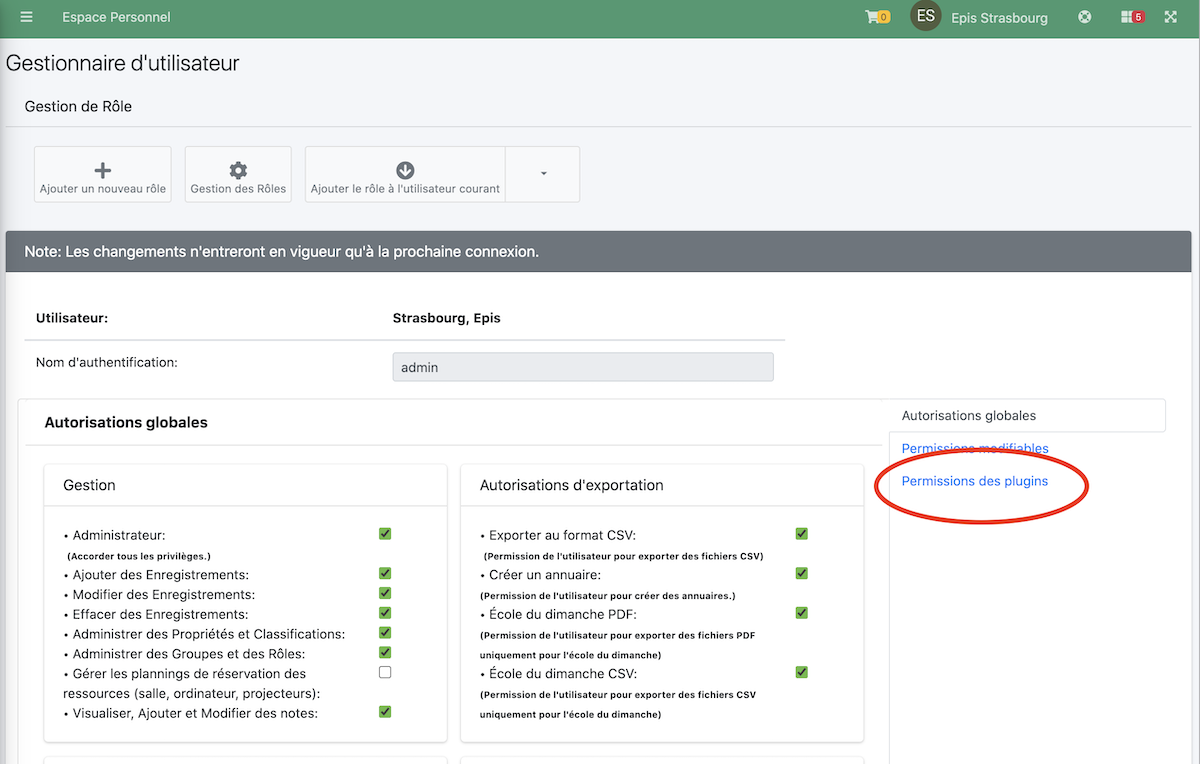 Espace Personnel
0
ES
Epis Strasbourg
5
Gestionnaire d'utilisateur
Gestion de Rôle
Ajouter un nouveau rôle
Gestion des Rôles
Ajouter le rôle à l'utilisateur courant
Note: Les changements n'entreront en vigueur qu'à la prochaine connexion.
Utilisateur:
Strasbourg, Epis
Nom d'authentification:
admin
Autorisations globales
Gestion
• Administrateur:
(Accorder tous les privilèges.)
• Ajouter des Enregistrements:
• Modifier des Enregistrements:
• Effacer des Enregistrements:
• Administrer des Propriétés et Classifications:
• Administrer des Groupes et des Rôles:
• Gérer les plannings de réservation des
ressources (salle, ordinateur, projecteurs):
• Visualiser, Ajouter et Modifier des notes:
Autorisations d'exportation
• Exporter au format CSV:
(Permission de l'utilisateur pour exporter des fichiers CSV)
• Créer un annuaire:
(Permission de l'utilisateur pour créer des annuaires.)
• École du dimanche PDF:
(Permission de l'utilisateur pour exporter des fichiers PDF
uniquement pour l'école du dimanche)
• École du dimanche CSV:
(Permission de l'utilisateur pour exporter des fichiers CSV
uniquement pour l'école du dimanche)
Autorisations globales
Permissions modifiables
Permissions des plugins